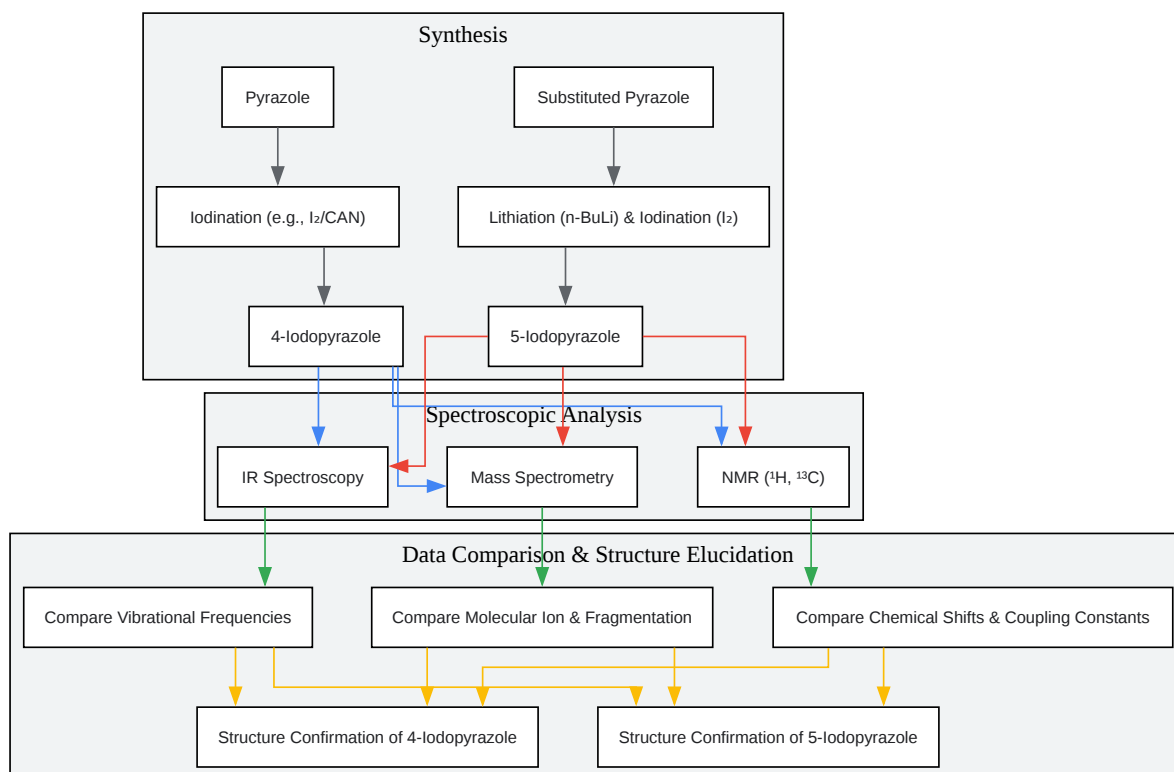 Synthesis
Pyrazole
Substituted Pyrazole
Iodination (e.g., I₂/CAN)
Lithiation (n-BuLi) & Iodination (I₂)
4-Iodopyrazole
5-Iodopyrazole
Spectroscopic Analysis
IR Spectroscopy
Mass Spectrometry
NMR (¹H, ¹³C)
Data Comparison & Structure Elucidation
Compare Vibrational Frequencies
Compare Molecular Ion & Fragmentation
Compare Chemical Shifts & Coupling Constants
Structure Confirmation of 4-Iodopyrazole
Structure Confirmation of 5-Iodopyrazole